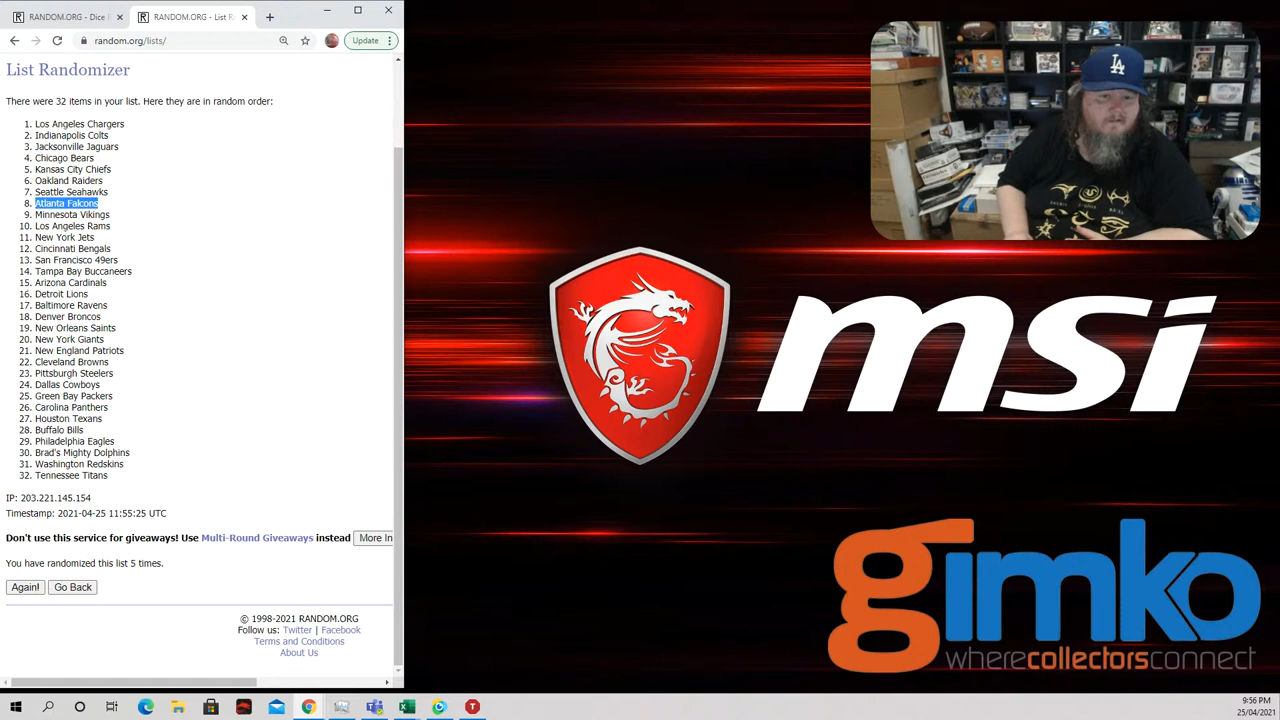 RANDOM.ORG - Dice
RANDOM.ORG - List R
random.org/lists/
Update
List Randomizer
There were 32 items in your list. Here they are in random order:
1. Los Angeles Chargers
2. Indianapolis Colts
3. Jacksonville Jaguars
4. Chicago Bears
5. Kansas City Chiefs
6. Oakland Raiders
7. Seattle Seahawks
8. Atlanta Falcons
9. Minnesota Vikings
10. Los Angeles Rams
11. New York Jets
12. Cincinnati Bengals
13. San Francisco 49ers
14. Tampa Bay Buccaneers
15. Arizona Cardinals
16. Detroit Lions
17. Baltimore Ravens
18. Denver Broncos
19. New Orleans Saints
20. New York Giants
21. New England Patriots
22. Cleveland Browns
23. Pittsburgh Steelers
24. Dallas Cowboys
25. Green Bay Packers
26. Carolina Panthers
27. Houston Texans
28. Buffalo Bills
29. Philadelphia Eagles
30. Brad's Mighty Dolphins
31. Washington Redskins
32. Tennessee Titans
IP: 203.221.145.154
Timestamp: 2021-04-25 11:55:25 UTC
Don't use this service for giveaways! Use Multi-Round Giveaways instead More In
You have randomized this list 5 times.
Again! Go Back
© 1998-2021 RANDOM.ORG
Follow us: Twitter | Facebook
Terms and Conditions
About Us
LA
msi
gimko
wherecollectorsconnect
9:56 PM
25/04/2021